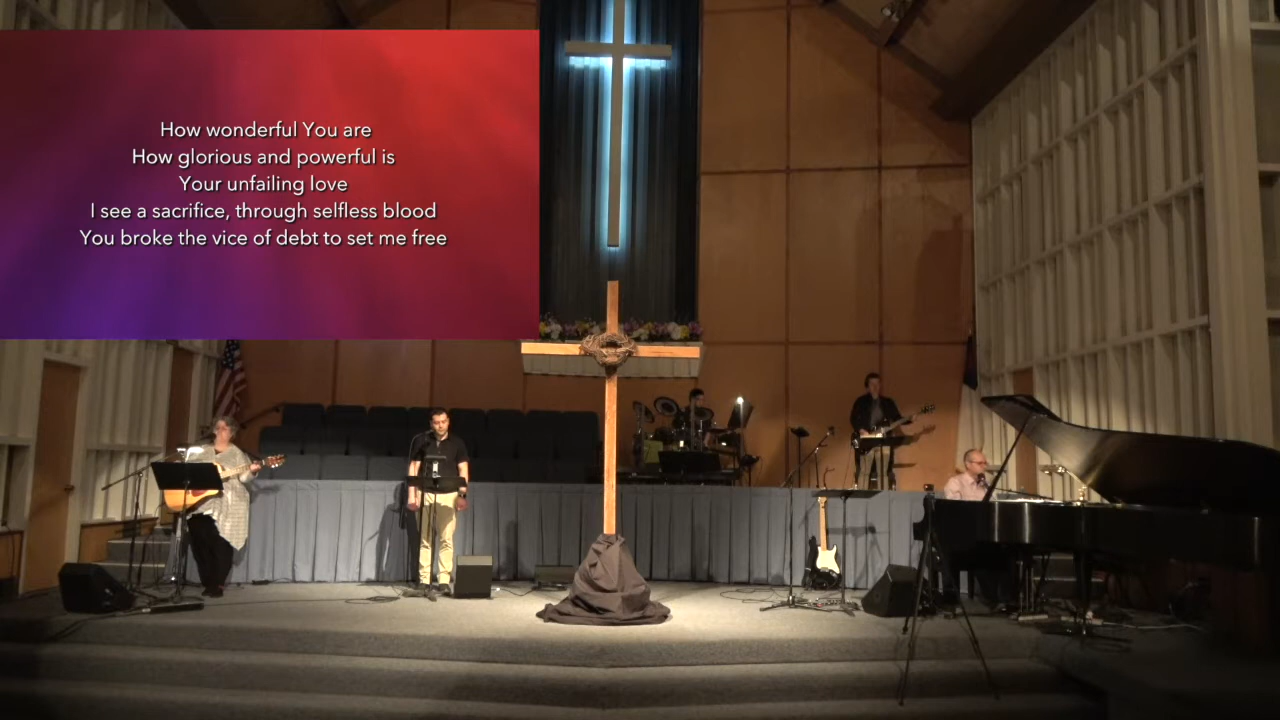 How wonderful You are
How glorious and powerful is
Your unfailing love
I see a sacrifice, through selfless blood
You broke the vice of debt to set me free